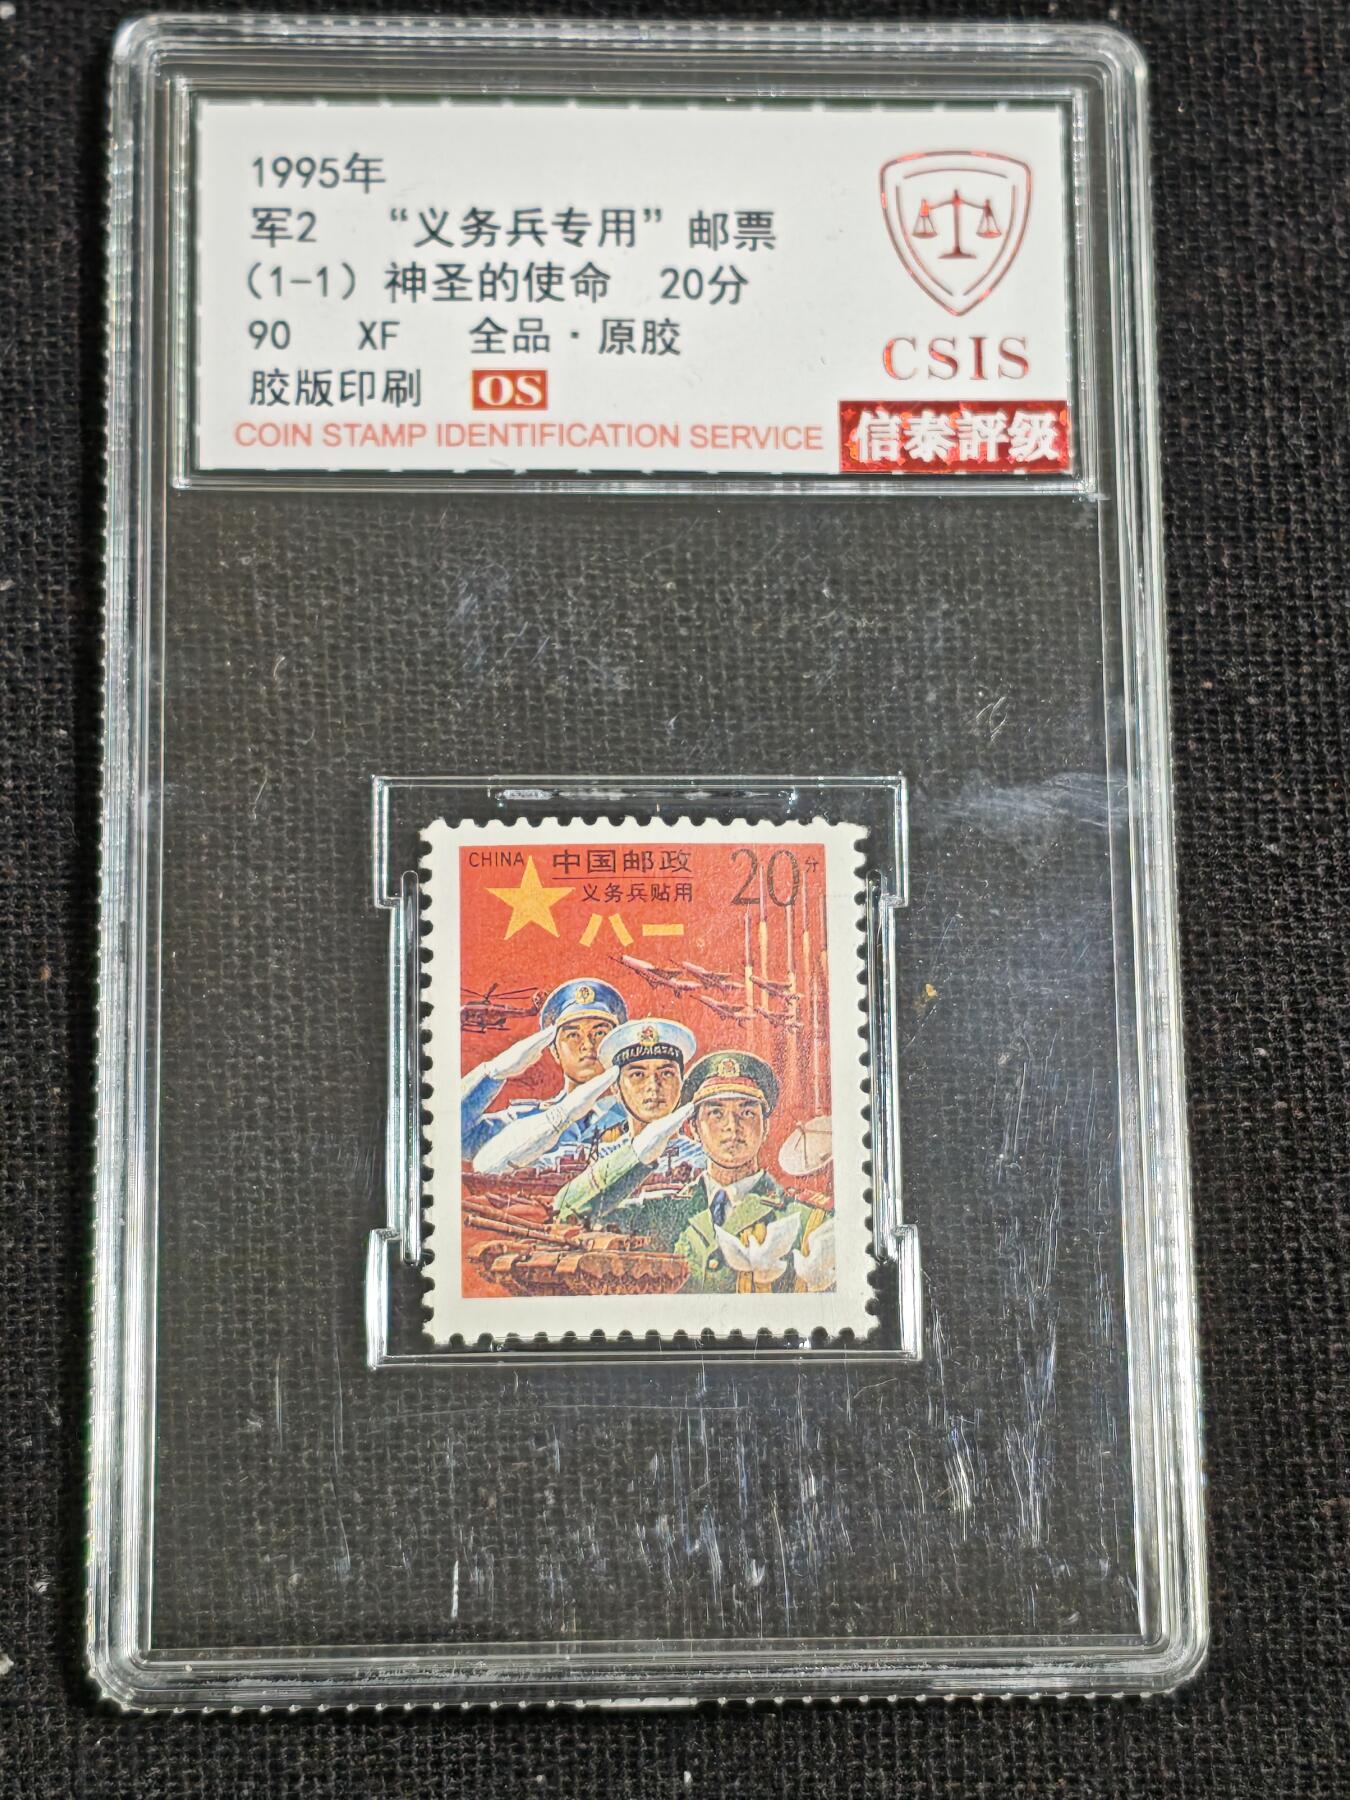 1995年
军2 “义务兵专用”邮票
(1-1) 神圣的使命 20分
90 XF 全品·原胶
胶版印刷 OS
COIN STAMP IDENTIFICATION SERVICE
CSIS
信泰評级
CHINA 中国邮政 20分
义务兵贴用
八一